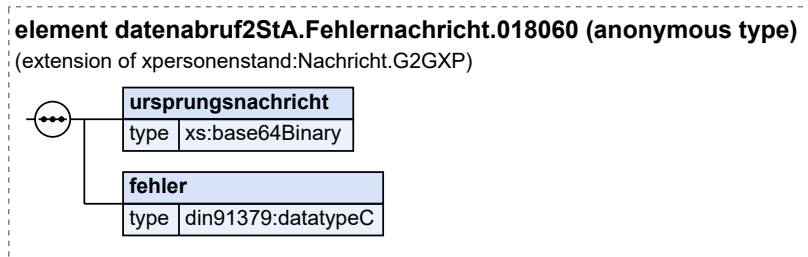 element datenabruf2StA.Fehlernachricht.018060 (anonymous type)
(extension of xpersonenstand:Nachricht.G2GXP)
ursprungsnachricht
type xs:base64Binary
fehler
type din91379:datatypeC